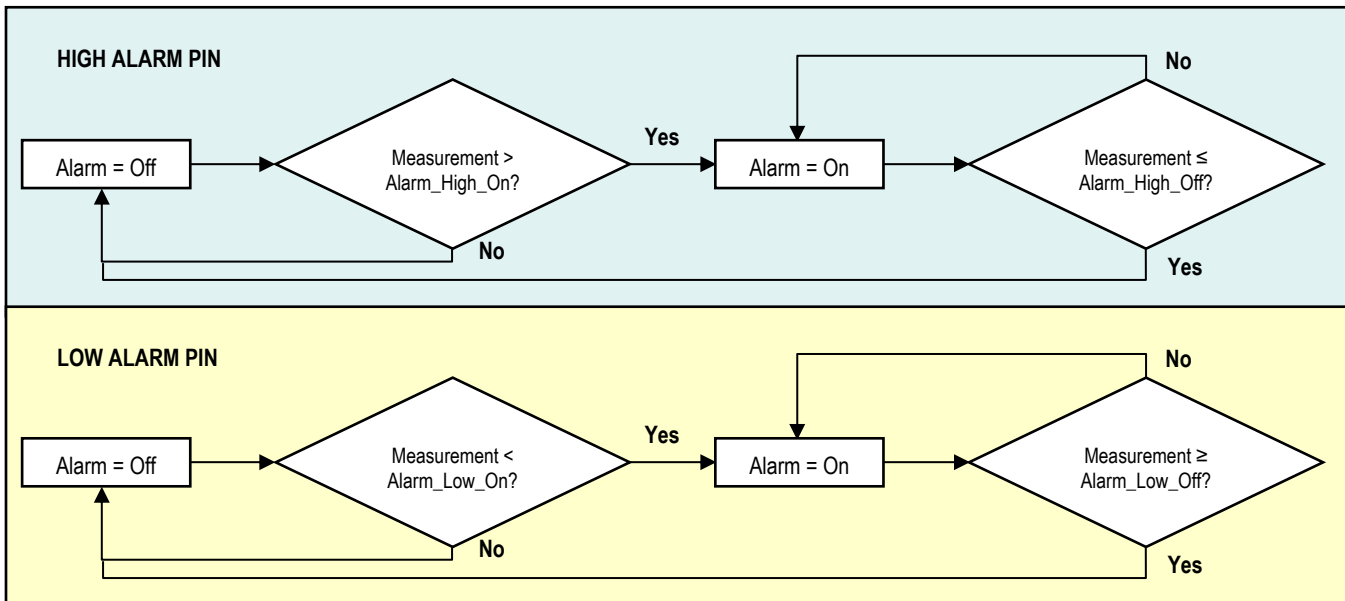 HIGH ALARM PIN
No
Yes
Alarm = Off
Measurement >
Alarm_High_On?
Alarm = On
Measurement ≤
Alarm_High_Off?
No
Yes
LOW ALARM PIN
No
Yes
Alarm = Off
Measurement <
Alarm_Low_On?
Alarm = On
Measurement ≥
Alarm_Low_Off?
No
Yes